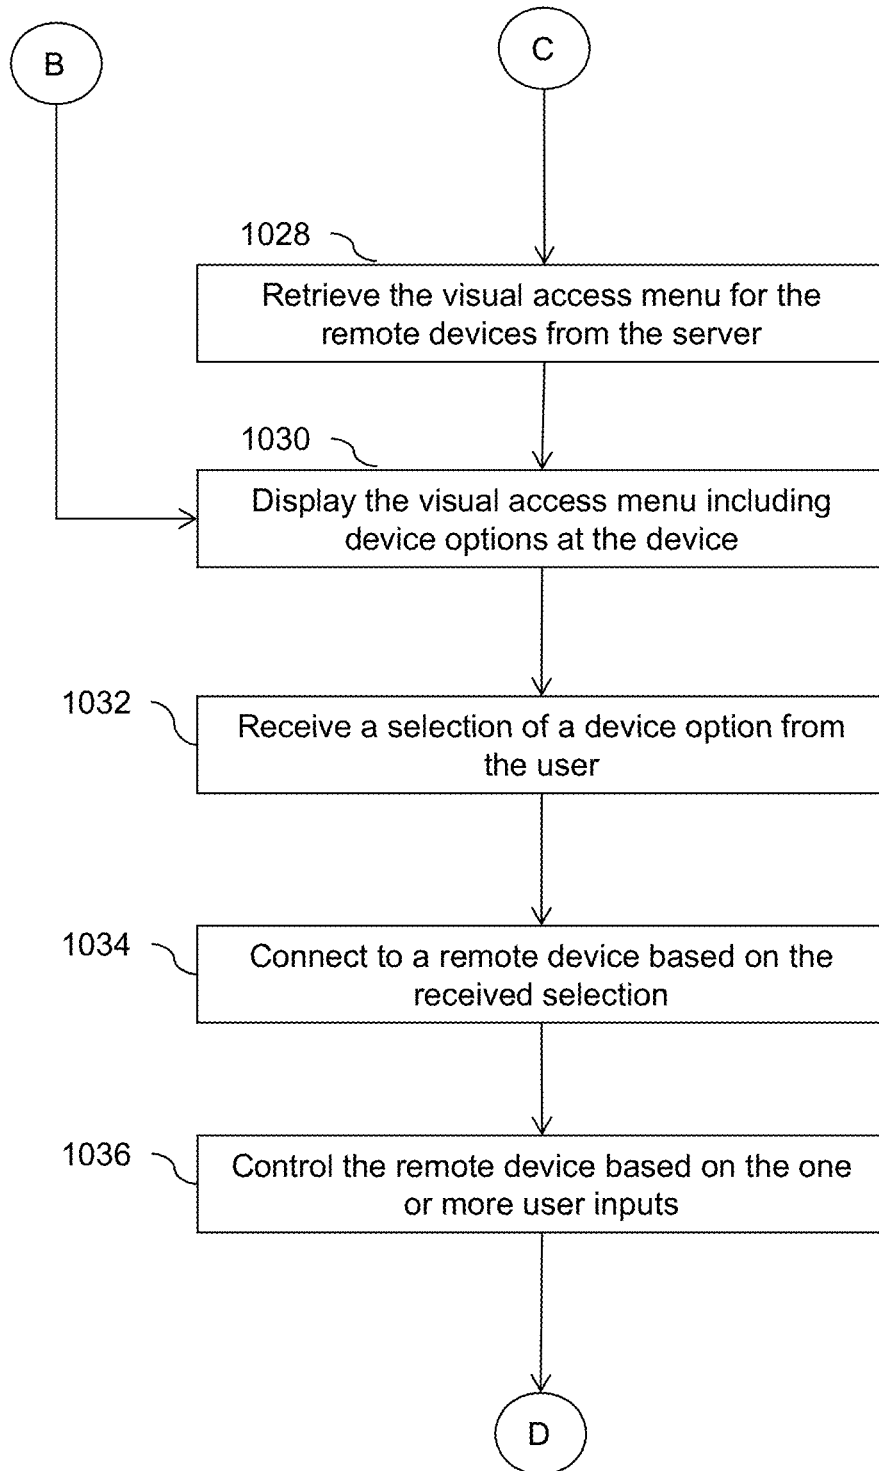 B
C
1028
Retrieve the visual access menu for the
remote devices from the server
1030
Display the visual access menu including
device options at the device
1032
Receive a selection of a device option from
the user
1034
Connect to a remote device based on the
received selection
1036
Control the remote device based on the one
or more user inputs
D